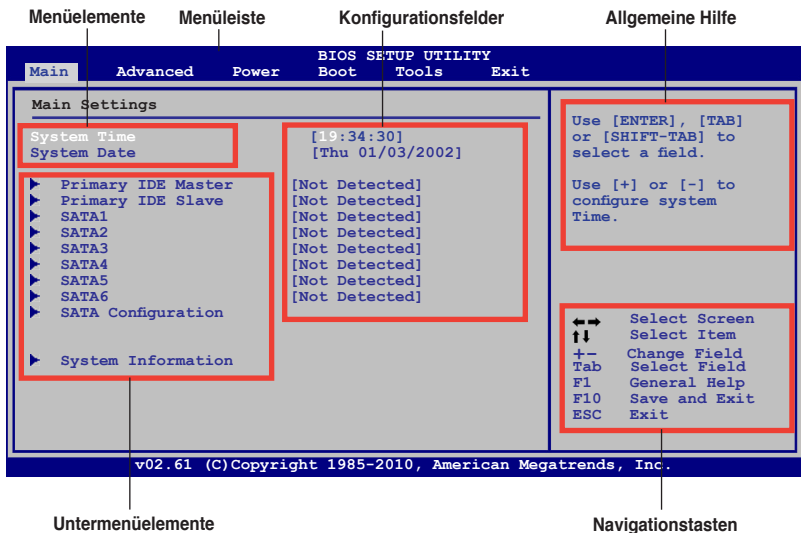 Menüelemente Menüleiste Konfigurationsfelder Allgemeine Hilfe
BIOS SETUP UTILITY
Main Advanced Power Boot Tools Exit
Main Settings
System Time [19:34:30]
System Date [Thu 01/03/2002]
Primary IDE Master [Not Detected]
Primary IDE Slave [Not Detected]
SATA1 [Not Detected]
SATA2 [Not Detected]
SATA3 [Not Detected]
SATA4 [Not Detected]
SATA5 [Not Detected]
SATA6 [Not Detected]
SATA Configuration
System Information
Use [ENTER], [TAB]
or [SHIFT-TAB] to
select a field.
Use [+] or [-] to
configure system
Time.
←→ Select Screen
↑↓ Select Item
+- Change Field
Tab Select Field
F1 General Help
F10 Save and Exit
ESC Exit
v02.61 (C)Copyright 1985-2010, American Megatrends, Inc.
Untermenüelemente Navigationstasten